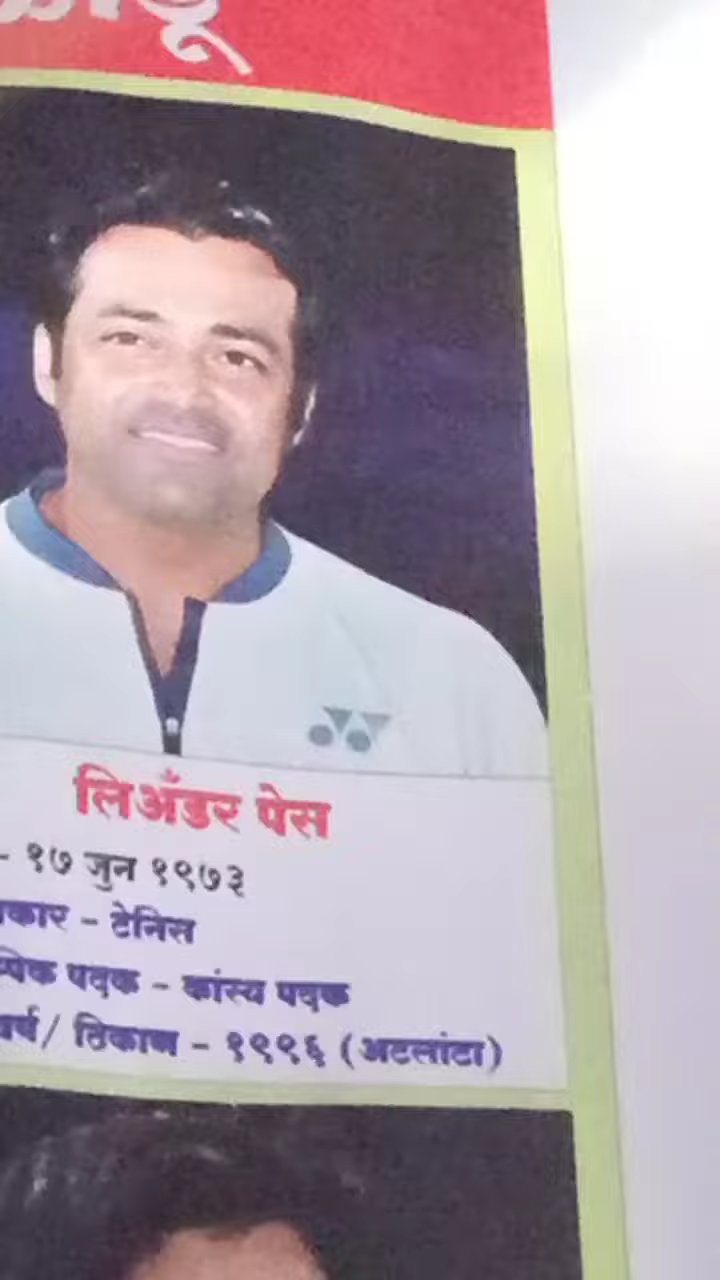 लिअँडर पेस
- १७ जुन १९७३
कार - टेनिस
पिक पदक - कांस्य पदक
वर्ष/ ठिकाण - १९९६ (अटलांटा)